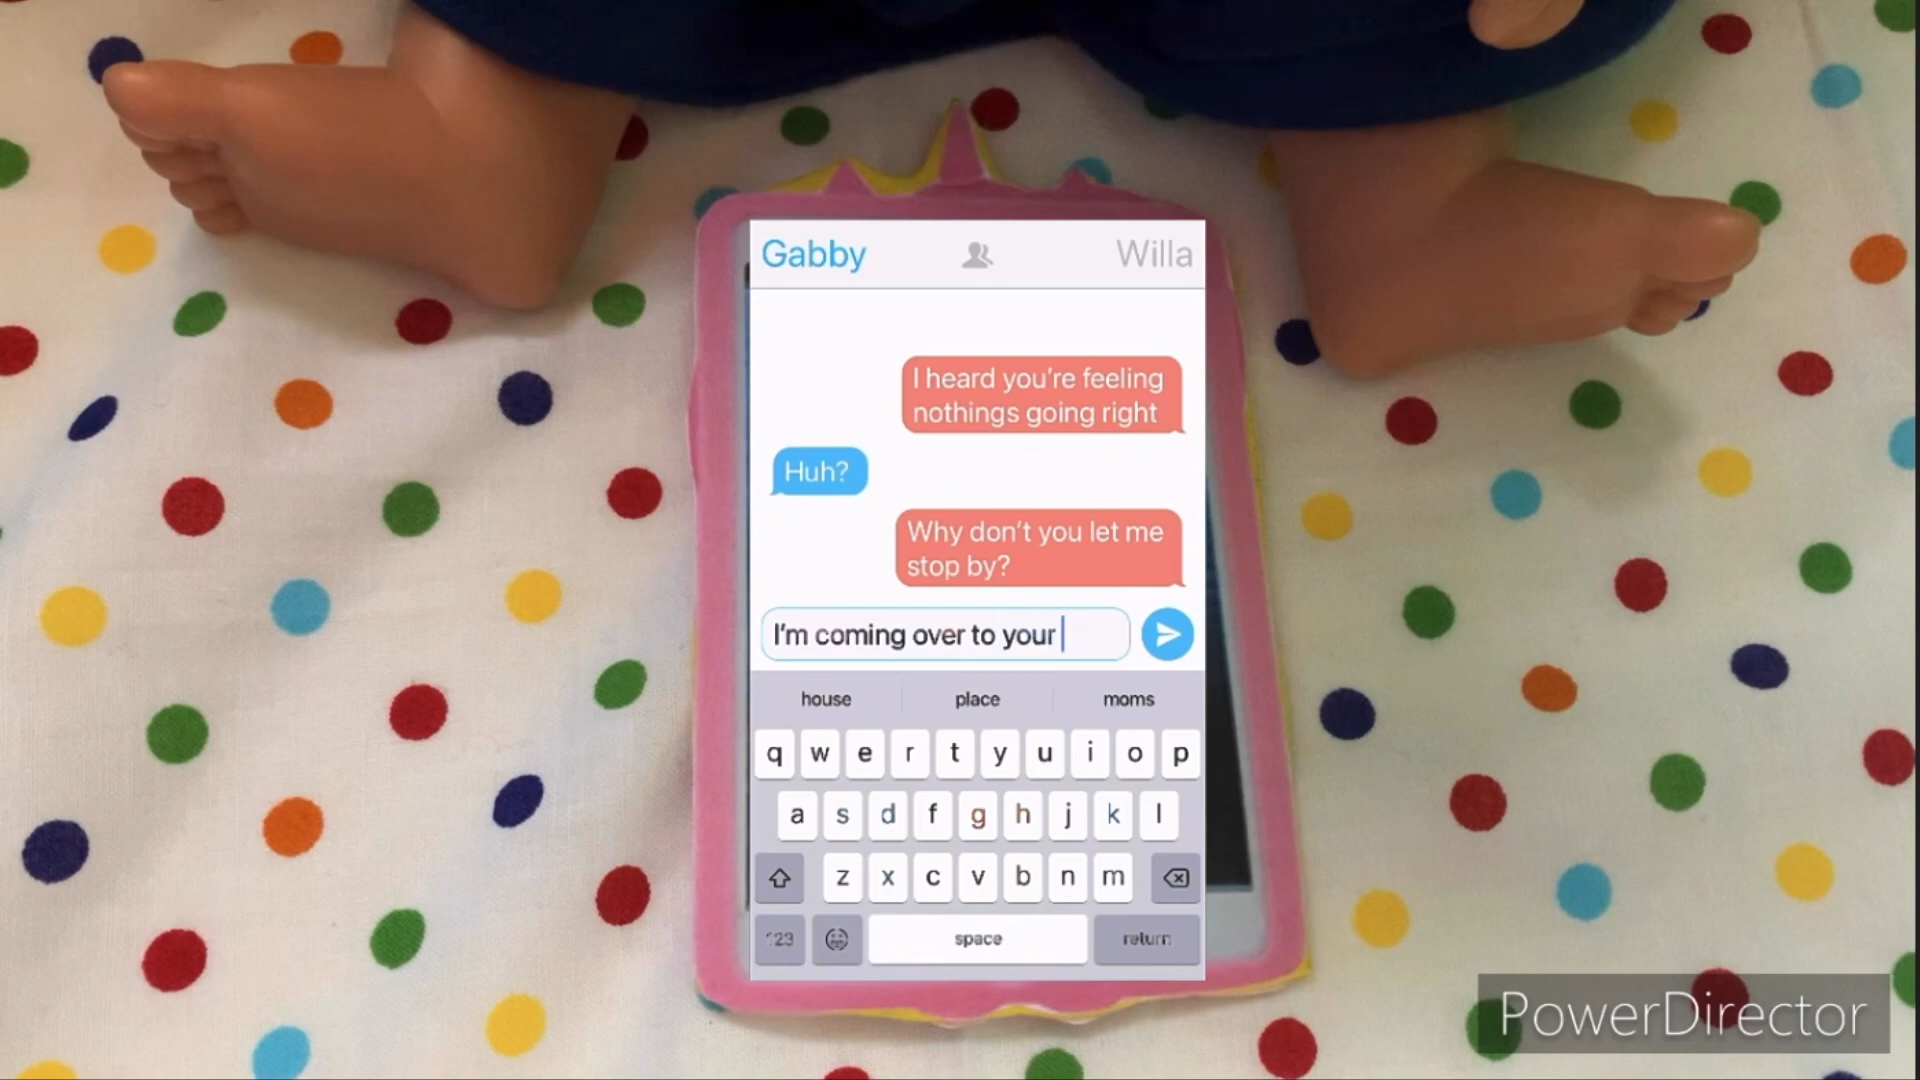 Gabby
Willa
I heard you're feeling
nothings going right
Huh?
Why don't you let me
stop by?
I'm coming over to your
house place moms
q w e r t y u i o p
a s d f g h j k l
z x c v b n m
123 space return
PowerDirector